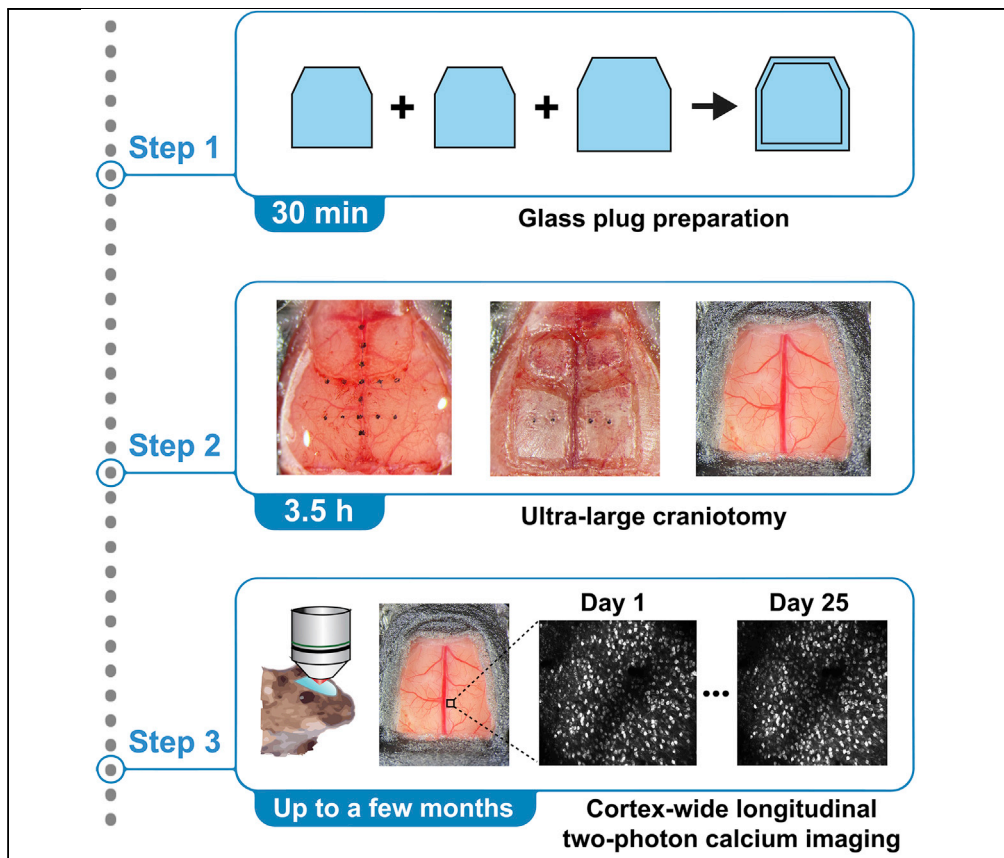 Step 1
30 min
Glass plug preparation
Step 2
3.5 h
Ultra-large craniotomy
Day 1
Day 25
Step 3
Up to a few months
Cortex-wide longitudinal
two-photon calcium imaging